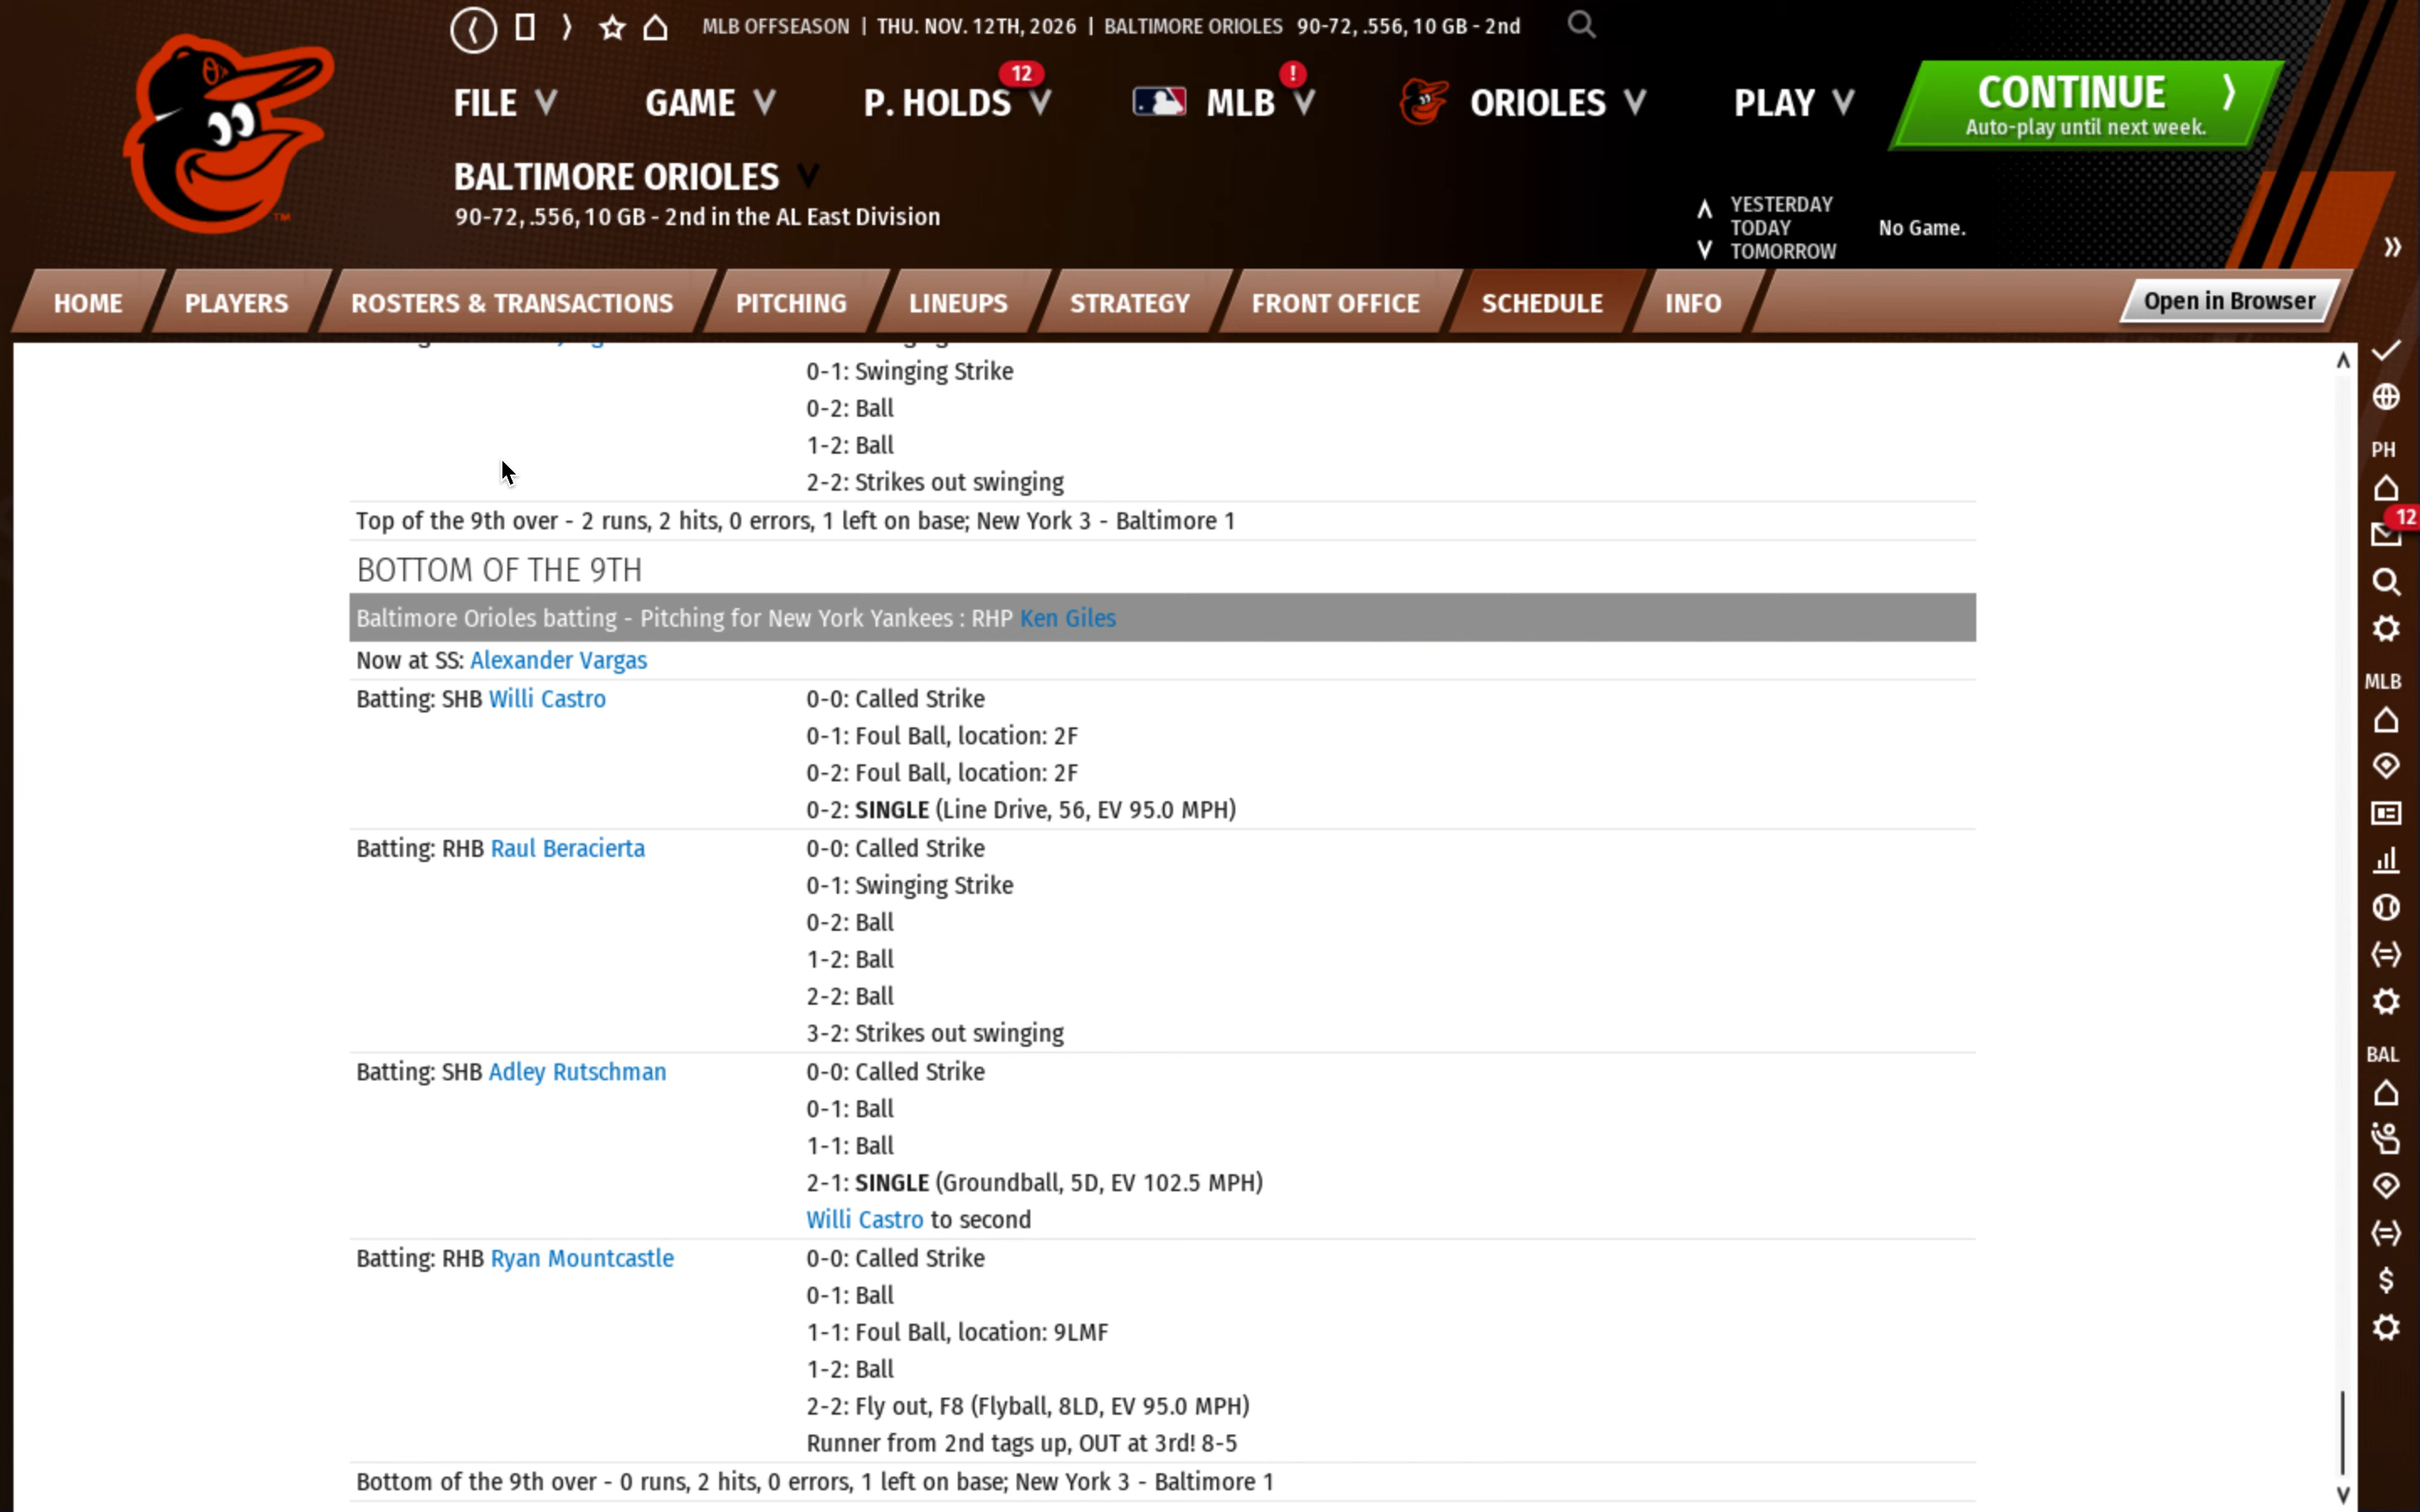 MLB OFFSEASON | THU. NOV. 12TH, 2026 | BALTIMORE ORIOLES 90-72, .556, 10 GB - 2nd
FILE GAME P. HOLDS 12 MLB ! ORIOLES PLAY CONTINUE
Auto-play until next week.
BALTIMORE ORIOLES
90-72, .556, 10 GB - 2nd in the AL East Division
YESTERDAY
TODAY No Game.
TOMORROW
HOME PLAYERS ROSTERS & TRANSACTIONS PITCHING LINEUPS STRATEGY FRONT OFFICE SCHEDULE INFO Open in Browser
0-1: Swinging Strike
0-2: Ball
1-2: Ball
2-2: Strikes out swinging
Top of the 9th over - 2 runs, 2 hits, 0 errors, 1 left on base; New York 3 - Baltimore 1
BOTTOM OF THE 9TH
Baltimore Orioles batting - Pitching for New York Yankees : RHP Ken Giles
Now at SS: Alexander Vargas
Batting: SHB Willi Castro 0-0: Called Strike
0-1: Foul Ball, location: 2F
0-2: Foul Ball, location: 2F
0-2: SINGLE (Line Drive, 56, EV 95.0 MPH)
Batting: RHB Raul Beracierta 0-0: Called Strike
0-1: Swinging Strike
0-2: Ball
1-2: Ball
2-2: Ball
3-2: Strikes out swinging
Batting: SHB Adley Rutschman 0-0: Called Strike
0-1: Ball
1-1: Ball
2-1: SINGLE (Groundball, 5D, EV 102.5 MPH)
Willi Castro to second
Batting: RHB Ryan Mountcastle 0-0: Called Strike
0-1: Ball
1-1: Foul Ball, location: 9LMF
1-2: Ball
2-2: Fly out, F8 (Flyball, 8LD, EV 95.0 MPH)
Runner from 2nd tags up, OUT at 3rd! 8-5
Bottom of the 9th over - 0 runs, 2 hits, 0 errors, 1 left on base; New York 3 - Baltimore 1
PH
12
MLB
BAL